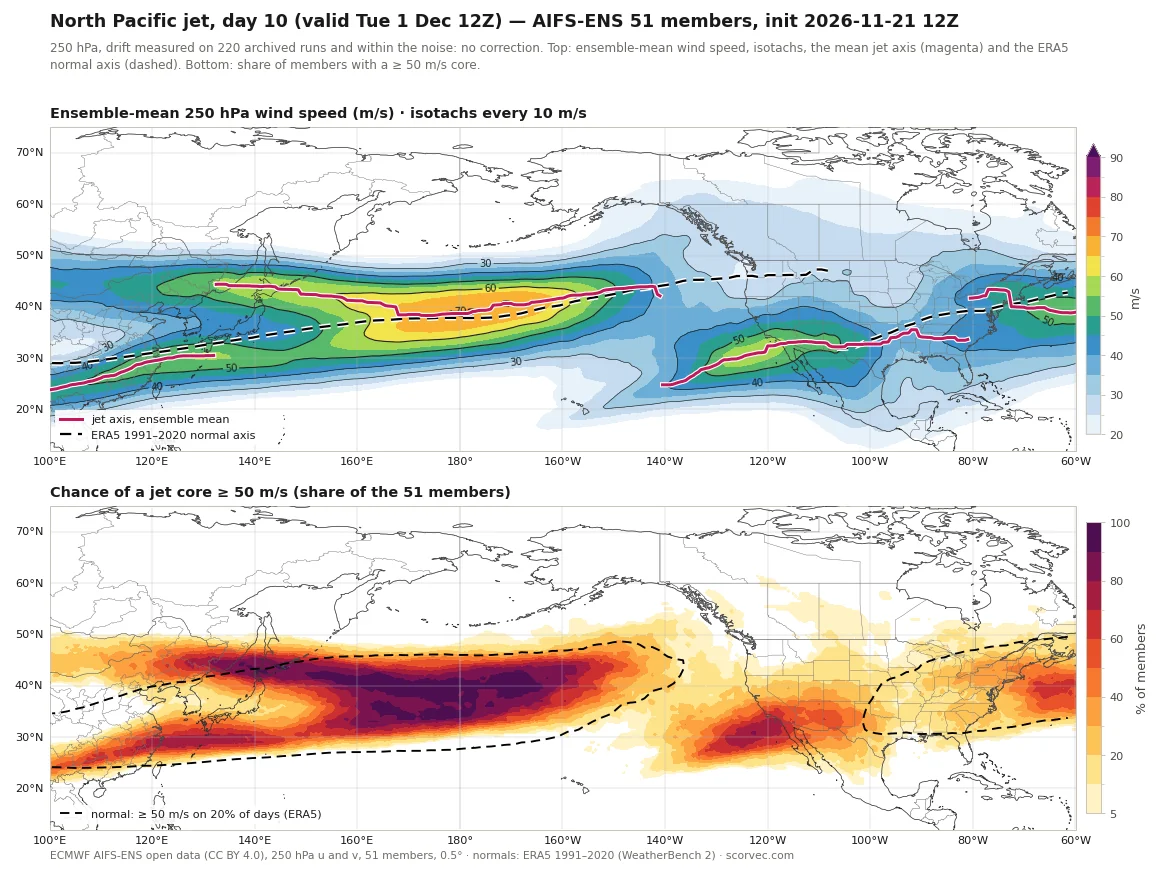 North Pacific jet, day 10 (valid Tue 1 Dec 12Z) — AIFS-ENS 51 members, init 2026-11-21 12Z
250 hPa, drift measured on 220 archived runs and within the noise: no correction. Top: ensemble-mean wind speed, isotachs, the mean jet axis (magenta) and the ERA5
normal axis (dashed). Bottom: share of members with a ≥ 50 m/s core.
Ensemble-mean 250 hPa wind speed (m/s) · isotachs every 10 m/s
70°N
60°N
50°N
40°N
30°N
20°N
30
60
70
50
30
40
30
40
50
40
40
50
jet axis, ensemble mean
ERA5 1991–2020 normal axis
100°E 120°E 140°E 160°E 180° 160°W 140°W 120°W 100°W 80°W 60°W
90
80
70
60
50
40
30
20
m/s
Chance of a jet core ≥ 50 m/s (share of the 51 members)
70°N
60°N
50°N
40°N
30°N
20°N
normal: ≥ 50 m/s on 20% of days (ERA5)
100°E 120°E 140°E 160°E 180° 160°W 140°W 120°W 100°W 80°W 60°W
100
80
60
40
20
5
% of members
ECMWF AIFS-ENS open data (CC BY 4.0), 250 hPa u and v, 51 members, 0.5° · normals: ERA5 1991–2020 (WeatherBench 2) · scorvec.com